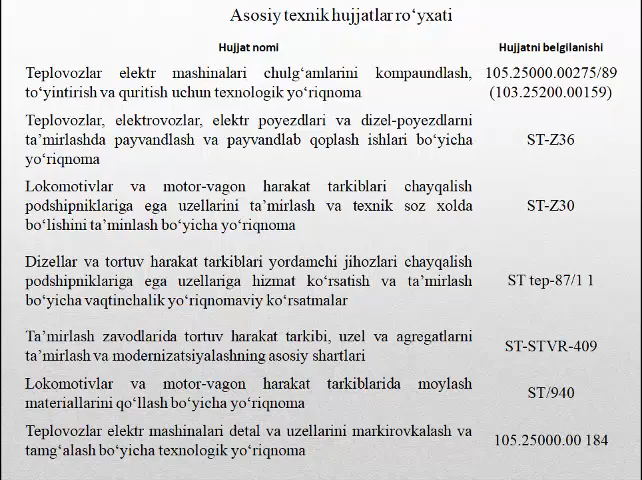 Asosiy texnik hujjatlar ro‘yxati
Hujjat nomi Hujjatni belgilanishi
Teplovozlar elektr mashinalari chulg‘amlarini kompaundlash, 105.25000.00275/89
to‘yintirish va quritish uchun texnologik yo‘riqnoma (103.25200.00159)
Teplovozlar, elektrovozlar, elektr poyezdlari va dizel-poyezdlarni
ta’mirlashda payvandlash va payvandlab qoplash ishlari bo‘yicha ST-Z36
yo‘riqnoma
Lokomotivlar va motor-vagon harakat tarkiblari chayqalish
podshipniklariga ega uzellarini ta’mirlash va texnik soz xolda ST-Z30
bo‘lishini ta’minlash bo‘yicha yo‘riqnoma
Dizellar va tortuv harakat tarkiblari yordamchi jihozlari chayqalish
podshipniklariga ega uzellariga hizmat ko‘rsatish va ta’mirlash ST tep-87/1 1
bo‘yicha vaqtinchalik yo‘riqnomaviy ko‘rsatmalar
Ta’mirlash zavodlarida tortuv harakat tarkibi, uzel va agregatlarni ST-STVR-409
ta’mirlash va modernizatsiyalashning asosiy shartlari
Lokomotivlar va motor-vagon harakat tarkiblarida moylash ST/940
materiallarini qo‘llash bo‘yicha yo‘riqnoma
Teplovozlar elektr mashinalari detal va uzellarini markirovkalash va 105.25000.00 184
tamg‘alash bo‘yicha texnologik yo‘riqnoma